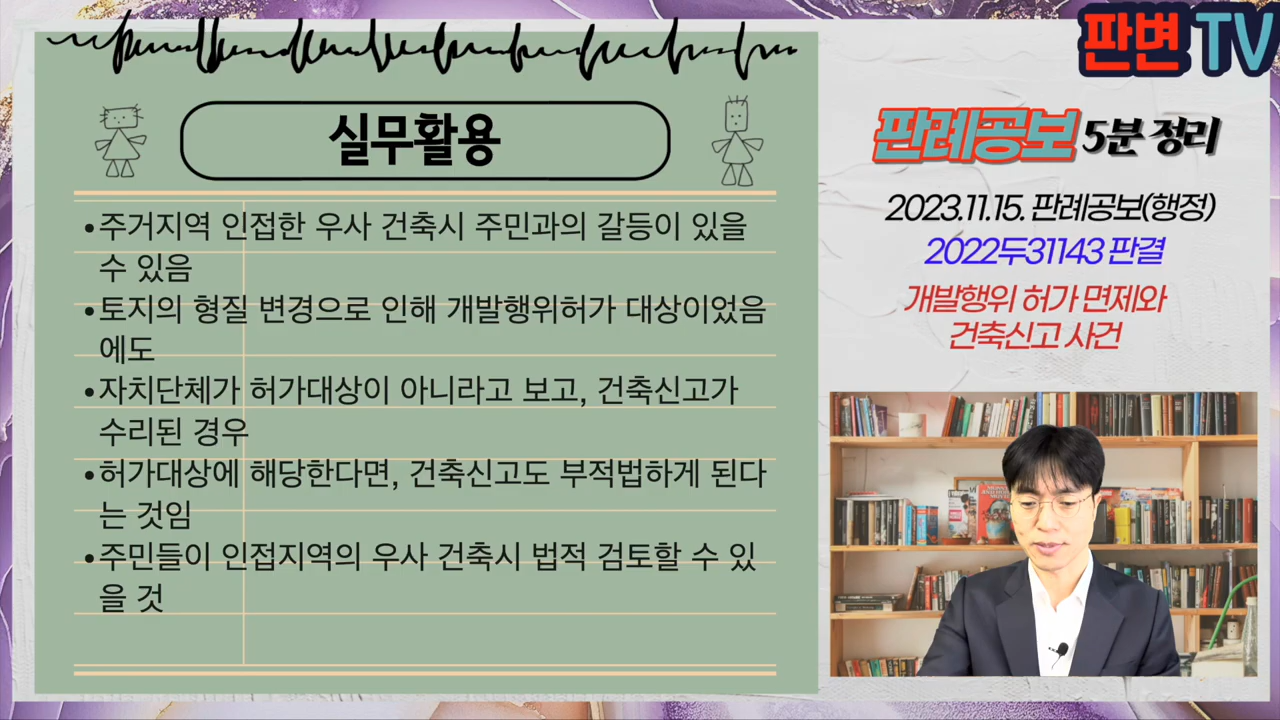 판변 TV
실무활용
•주거지역 인접한 우사 건축시 주민과의 갈등이 있을
수 있음
•토지의 형질 변경으로 인해 개발행위허가 대상이었음
에도
•자치단체가 허가대상이 아니라고 보고, 건축신고가
수리된 경우
•허가대상에 해당한다면, 건축신고도 부적법하게 된다
는 것임
•주민들이 인접지역의 우사 건축시 법적 검토할 수 있
을 것
판례공보 5분 정리
2023.11.15. 판례공보(행정)
2022두31143 판결
개발행위 허가 면제와
건축신고 사건